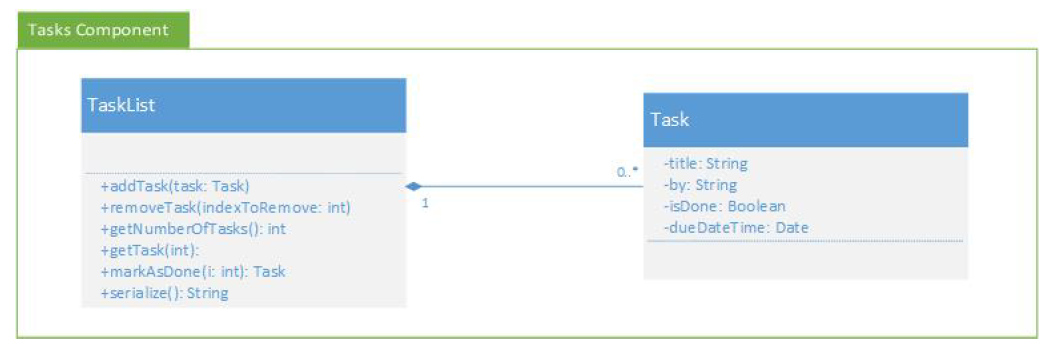 Tasks Component
TaskList
+addTask(task: Task)
+removeTask(indexToRemove: int)
+getNumberOfTasks(): int
+getTask(int):
+markAsDone(i: int): Task
+serialize(): String
1
0..*
Task
-title: String
-by: String
-isDone: Boolean
-dueDateTime: Date